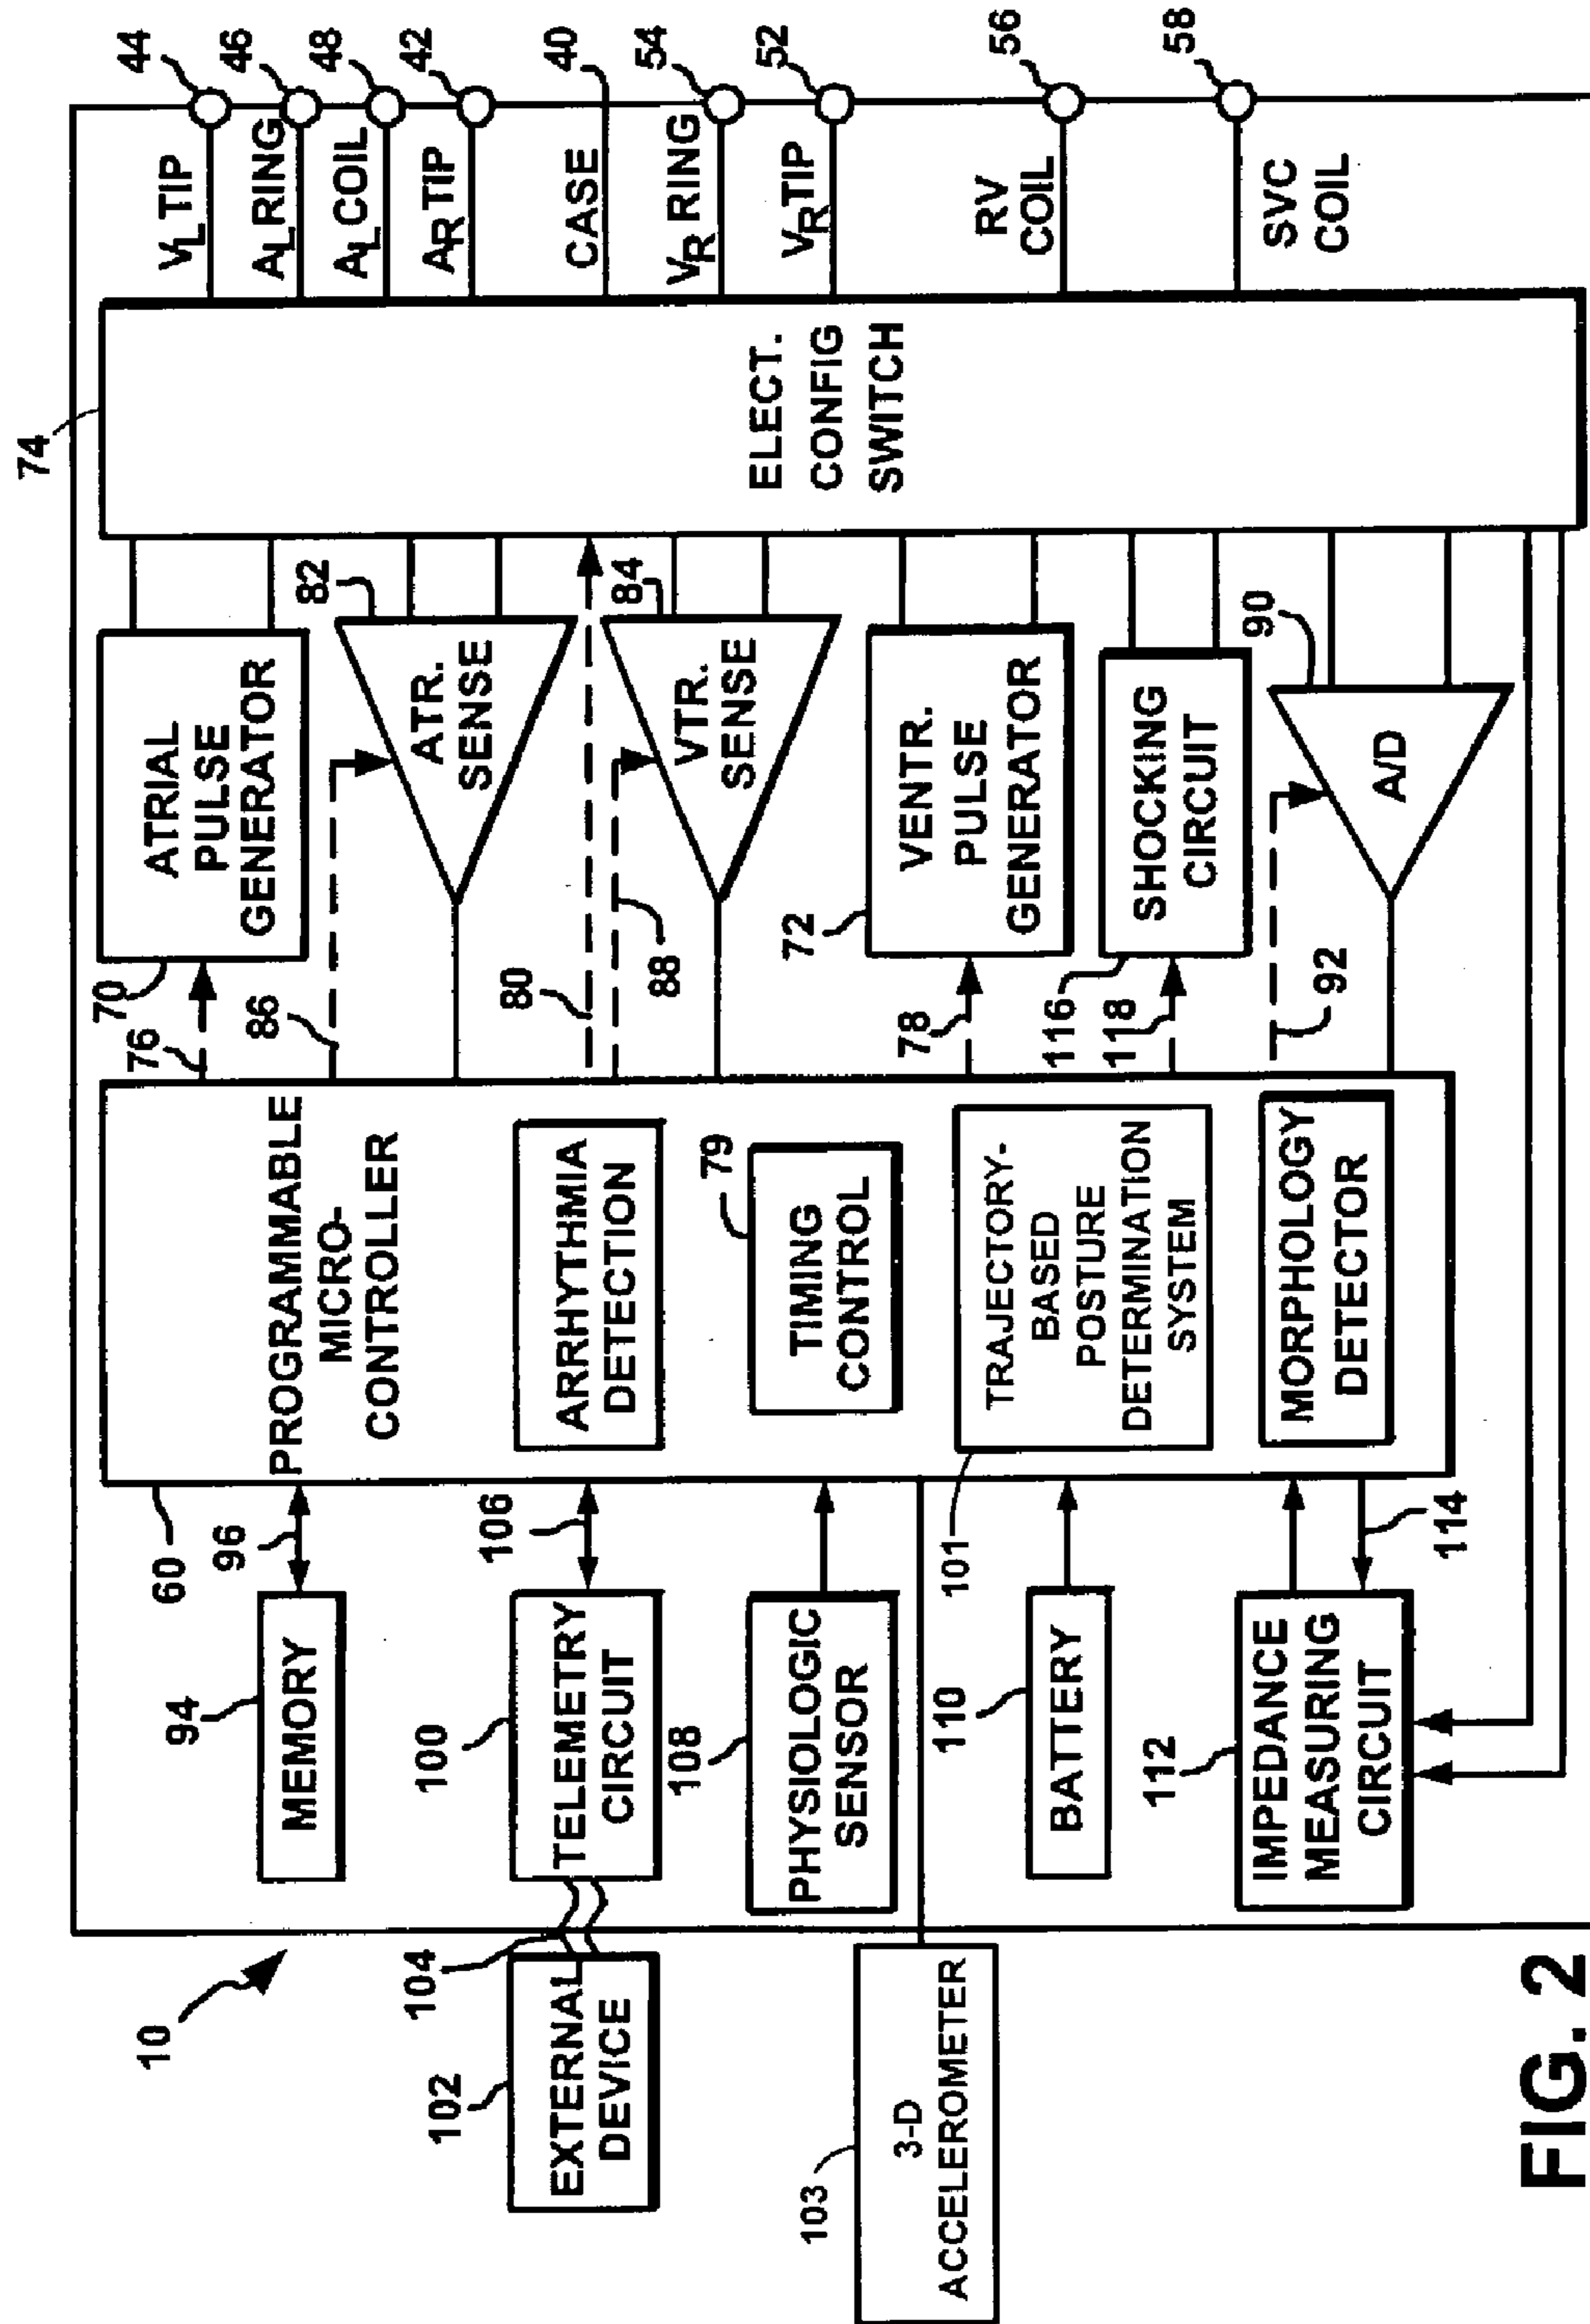 10
74
60
PROGRAMMABLE
MICRO-
CONTROLLER
ARRHYTHMIA
DETECTION
79
TIMING
CONTROL
101
TRAJECTORY-
BASED
POSTURE
DETERMINATION
SYSTEM
MORPHOLOGY
DETECTOR
94
MEMORY
96
102
EXTERNAL
DEVICE
104
100
TELEMETRY
CIRCUIT
106
108
PHYSIOLOGIC
SENSOR
103
3-D
ACCELEROMETER
110
BATTERY
112
IMPEDANCE
MEASURING
CIRCUIT
114
70
76
ATRIAL
PULSE
GENERATOR
86
82
ATR.
SENSE
80
88
84
VTR.
SENSE
72
78
VENTR.
PULSE
GENERATOR
116
118
SHOCKING
CIRCUIT
90
92
A/D
ELECT.
CONFIG
SWITCH
VL TIP
44
AL RING
46
AL COIL
48
AR TIP
42
CASE
40
VR RING
54
VR TIP
52
RV
COIL
56
SVC
COIL
58
FIG. 2